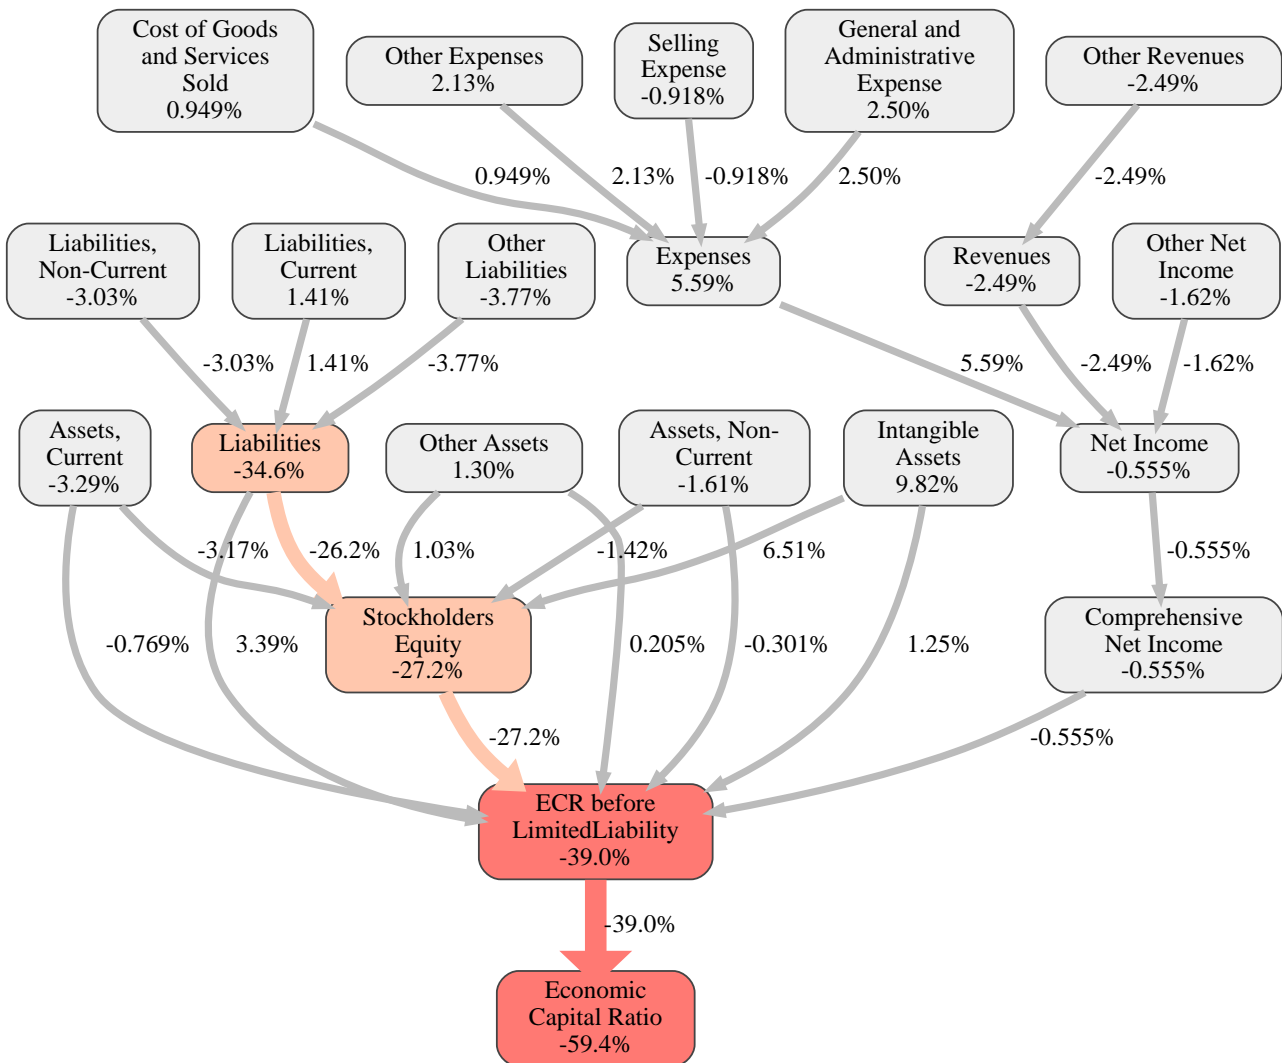 Cost of Goods
and Services
Sold
0.949%
Other Expenses
2.13%
Selling
Expense
-0.918%
General and
Administrative
Expense
2.50%
Other Revenues
-2.49%
0.949%
2.13%
-0.918%
2.50%
-2.49%
Liabilities,
Non-Current
-3.03%
Liabilities,
Current
1.41%
Other
Liabilities
-3.77%
Expenses
5.59%
Revenues
-2.49%
Other Net
Income
-1.62%
-3.03%
1.41%
-3.77%
5.59%
-2.49%
-1.62%
Assets,
Current
-3.29%
Liabilities
-34.6%
Other Assets
1.30%
Assets, Non-
Current
-1.61%
Intangible
Assets
9.82%
Net Income
-0.555%
-3.17%
-26.2%
1.03%
-1.42%
6.51%
-0.555%
-0.769%
3.39%
Stockholders
Equity
-27.2%
0.205%
-0.301%
1.25%
Comprehensive
Net Income
-0.555%
-27.2%
-0.555%
ECR before
LimitedLiability
-39.0%
-39.0%
Economic
Capital Ratio
-59.4%